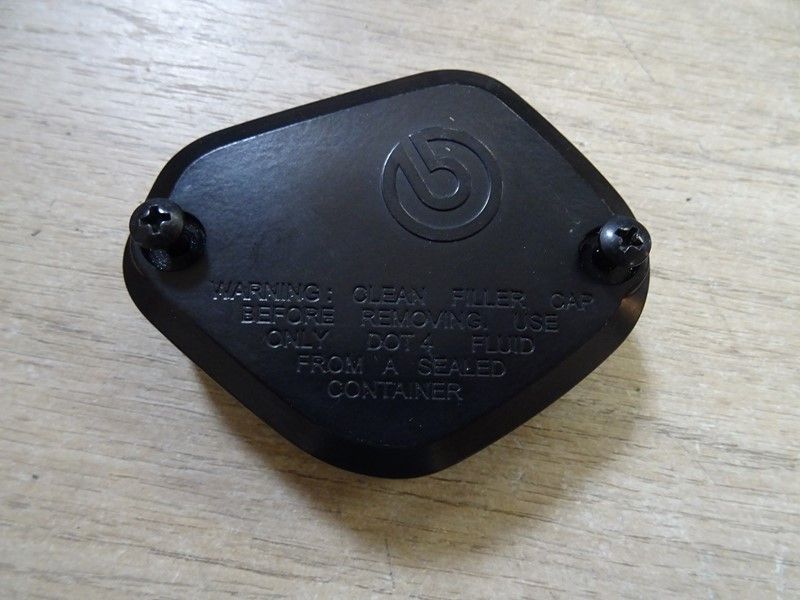 WARNING: CLEAN FILLER CAP
BEFORE REMOVING. USE
ONLY DOT 4 FLUID
FROM A SEALED
CONTAINER